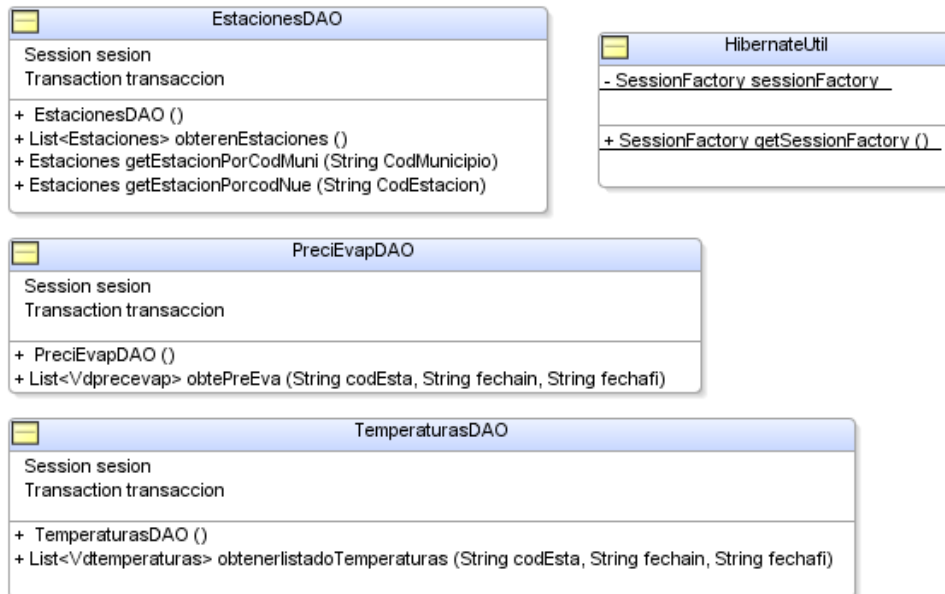 EstacionesDAO
Session sesion
Transaction transaccion
+ EstacionesDAO ()
+ List<Estaciones> obterenEstaciones ()
+ Estaciones getEstacionPorCodMuni (String CodMunicipio)
+ Estaciones getEstacionPorcodNue (String CodEstacion)
HibernateUtil
- SessionFactory sessionFactory
+ SessionFactory getSessionFactory ()
PreciEvapDAO
Session sesion
Transaction transaccion
+ PreciEvapDAO ()
+ List<Vdprecevap> obtePreEva (String codEsta, String fechain, String fechafi)
TemperaturasDAO
Session sesion
Transaction transaccion
+ TemperaturasDAO ()
+ List<Vdtemperaturas> obtenerlistadoTemperaturas (String codEsta, String fechain, String fechafi)